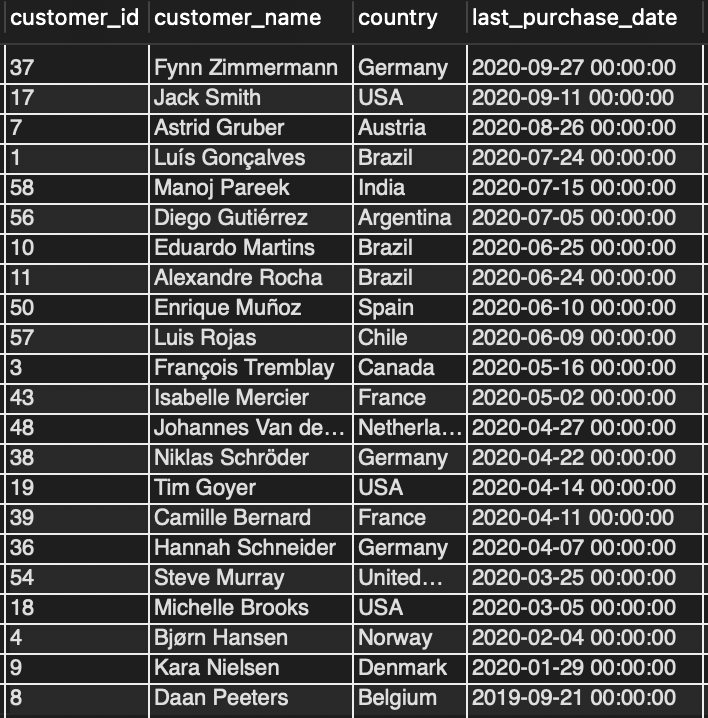 customer_id customer_name country last_purchase_date
37 Fynn Zimmermann Germany 2020-09-27 00:00:00
17 Jack Smith USA 2020-09-11 00:00:00
7 Astrid Gruber Austria 2020-08-26 00:00:00
1 Luís Gonçalves Brazil 2020-07-24 00:00:00
58 Manoj Pareek India 2020-07-15 00:00:00
56 Diego Gutiérrez Argentina 2020-07-05 00:00:00
10 Eduardo Martins Brazil 2020-06-25 00:00:00
11 Alexandre Rocha Brazil 2020-06-24 00:00:00
50 Enrique Muñoz Spain 2020-06-10 00:00:00
57 Luis Rojas Chile 2020-06-09 00:00:00
3 François Tremblay Canada 2020-05-16 00:00:00
43 Isabelle Mercier France 2020-05-02 00:00:00
48 Johannes Van de… Netherla… 2020-04-27 00:00:00
38 Niklas Schröder Germany 2020-04-22 00:00:00
19 Tim Goyer USA 2020-04-14 00:00:00
39 Camille Bernard France 2020-04-11 00:00:00
36 Hannah Schneider Germany 2020-04-07 00:00:00
54 Steve Murray United… 2020-03-25 00:00:00
18 Michelle Brooks USA 2020-03-05 00:00:00
4 Bjørn Hansen Norway 2020-02-04 00:00:00
9 Kara Nielsen Denmark 2020-01-29 00:00:00
8 Daan Peeters Belgium 2019-09-21 00:00:00